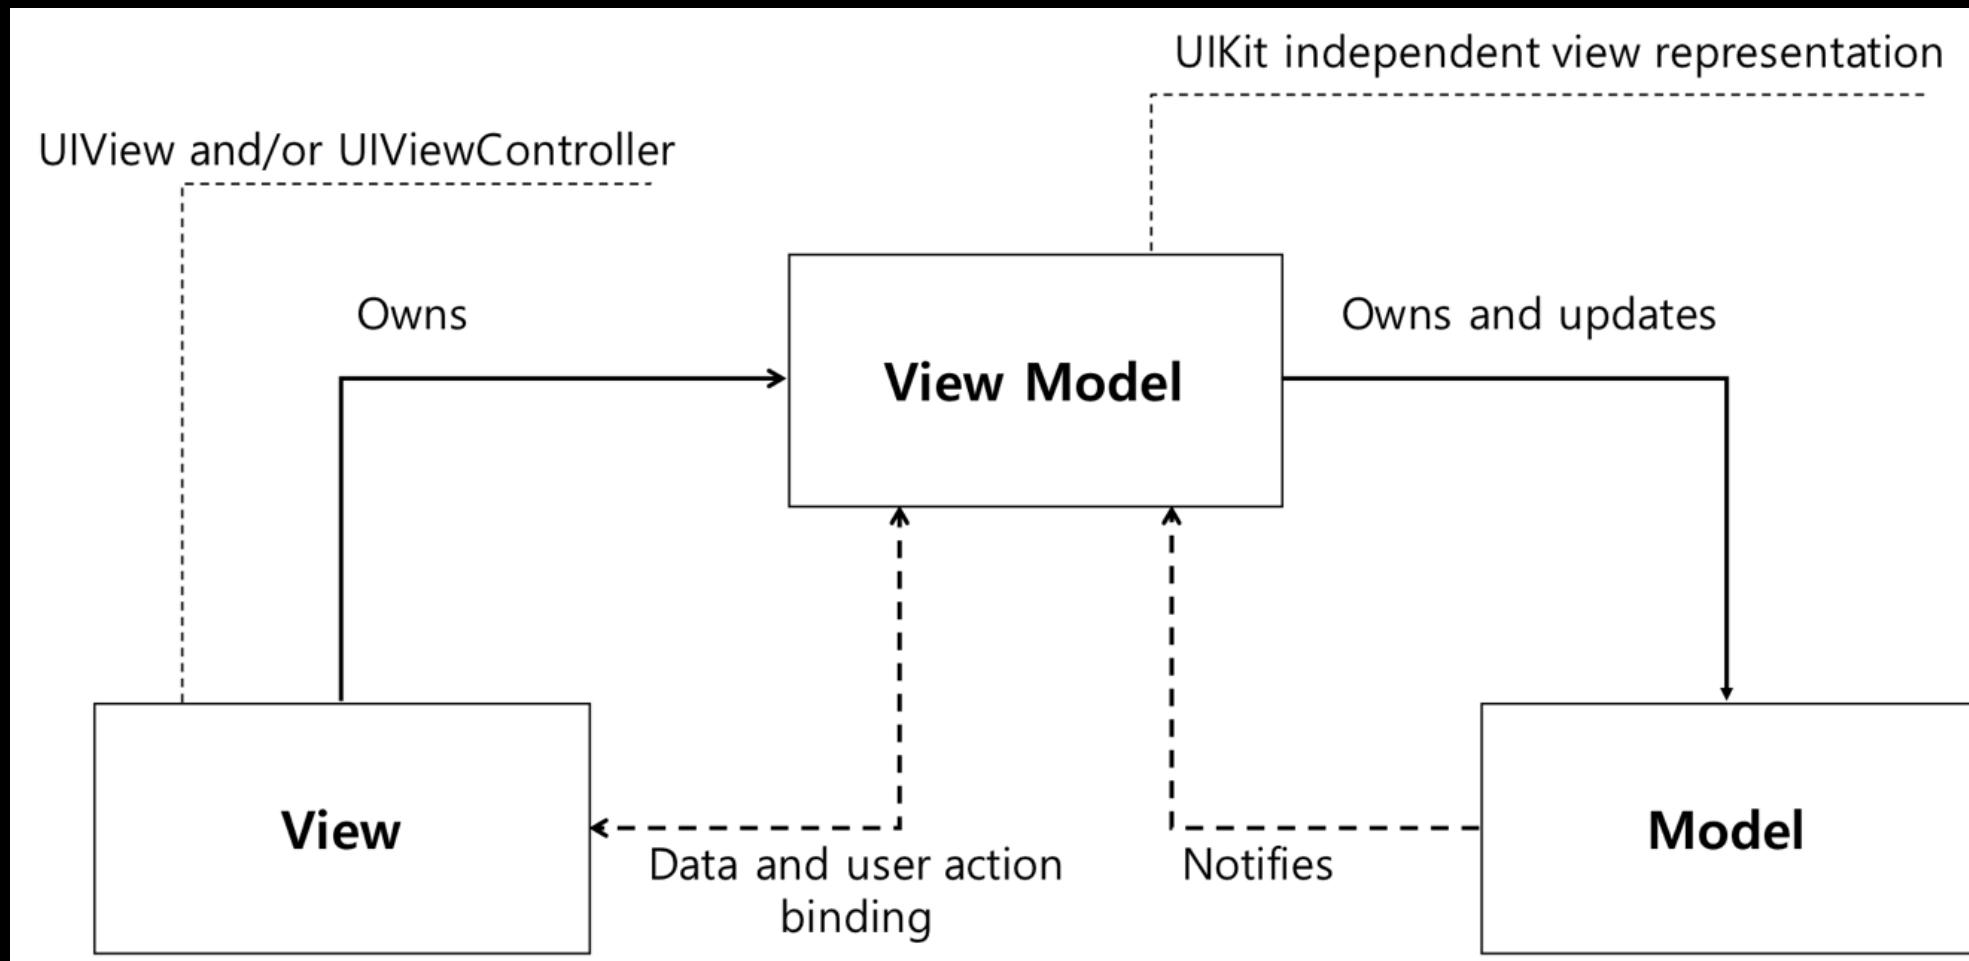 UIKit independent view representation
UIView and/or UIViewController
Owns
Owns and updates
View Model
View
Model
Data and user action
binding
Notifies